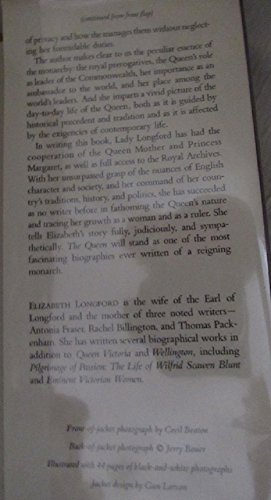 (continued from front flap)
of privacy and how she manages them without neglect-
ing her formidable duties.
The author makes clear to us the peculiar essence of
the monarchy: the royal prerogatives, the Queen's role
as leader of the Commonwealth, her importance as an
ambassador to the world, and her place among the
world's leaders. And she imparts a vivid picture of the
day-to-day life of the Queen, both as it is guided by
historical precedent and tradition and as it is affected
by the exigencies of contemporary life.
In writing this book, Lady Longford has had the
cooperation of the Queen Mother and Princess
Margaret, as well as full access to the Royal Archives.
With her unsurpassed grasp of the nuances of English
character and society, and her command of her coun-
try's traditions, history, and politics, she has succeeded
as no writer before in fathoming the Queen's nature
and tracing her growth as a woman and as a ruler. She
tells Elizabeth's story fully, judiciously, and sympa-
thetically. The Queen will stand as one of the most
fascinating biographies ever written of a reigning
monarch.
ELIZABETH LONGFORD is the wife of the Earl of
Longford and the mother of three noted writers—
Antonia Fraser, Rachel Billington, and Thomas Pack-
enham. She has written several biographical works in
addition to Queen Victoria and Wellington, including
Pilgrimage of Passion: The Life of Wilfrid Scawen Blunt
and Eminent Victorian Women.
Front-of-jacket photograph by Cecil Beaton
Back-of-jacket photograph © Jerry Bauer
Illustrated with 44 pages of black-and-white photographs
Jacket design by Gun Larson